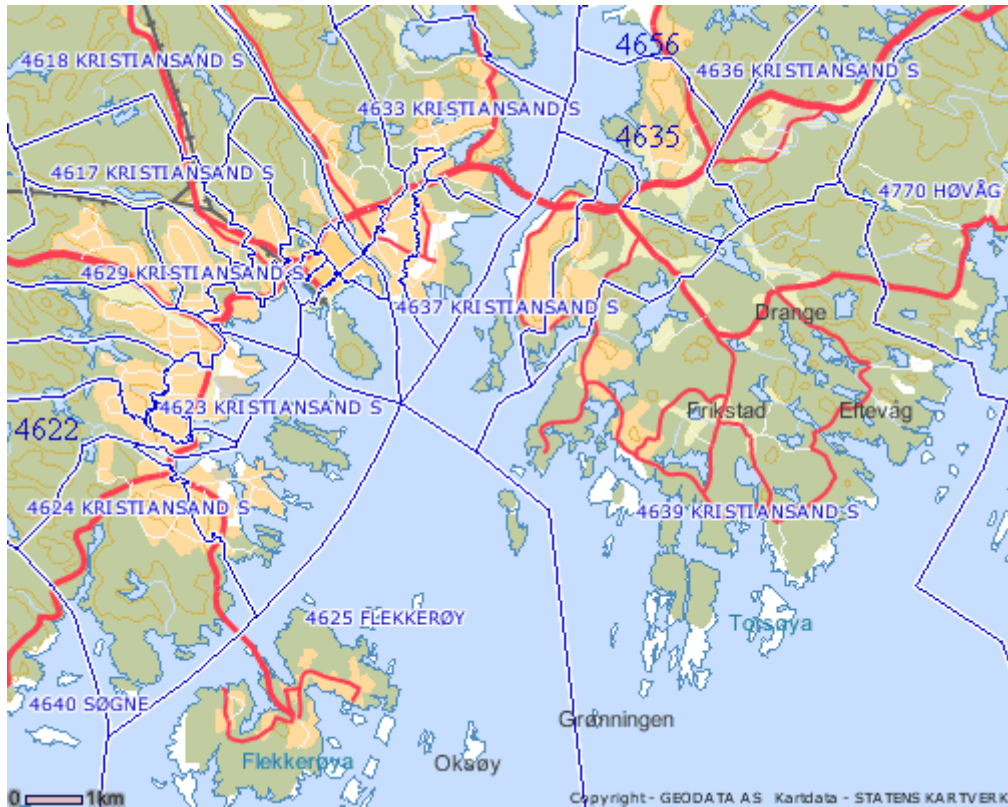 4656
4618 KRISTIANSAND S
4636 KRISTIANSAND S
4633 KRISTIANSAND S
4635
4617 KRISTIANSAND S
4770 HØVÅG
4629 KRISTIANSAND S
4637 KRISTIANSAND S
Drange
4623 KRISTIANSAND S
Frikstad
Eftevåg
4622
4624 KRISTIANSAND S
4639 KRISTIANSAND S
4625 FLEKKERØY
Torsøya
4640 SØGNE
Grønningen
Flekkerøya
Oksøy
0 1km
Copyright - GEODATA AS Kartdata - STATENS KARTVER